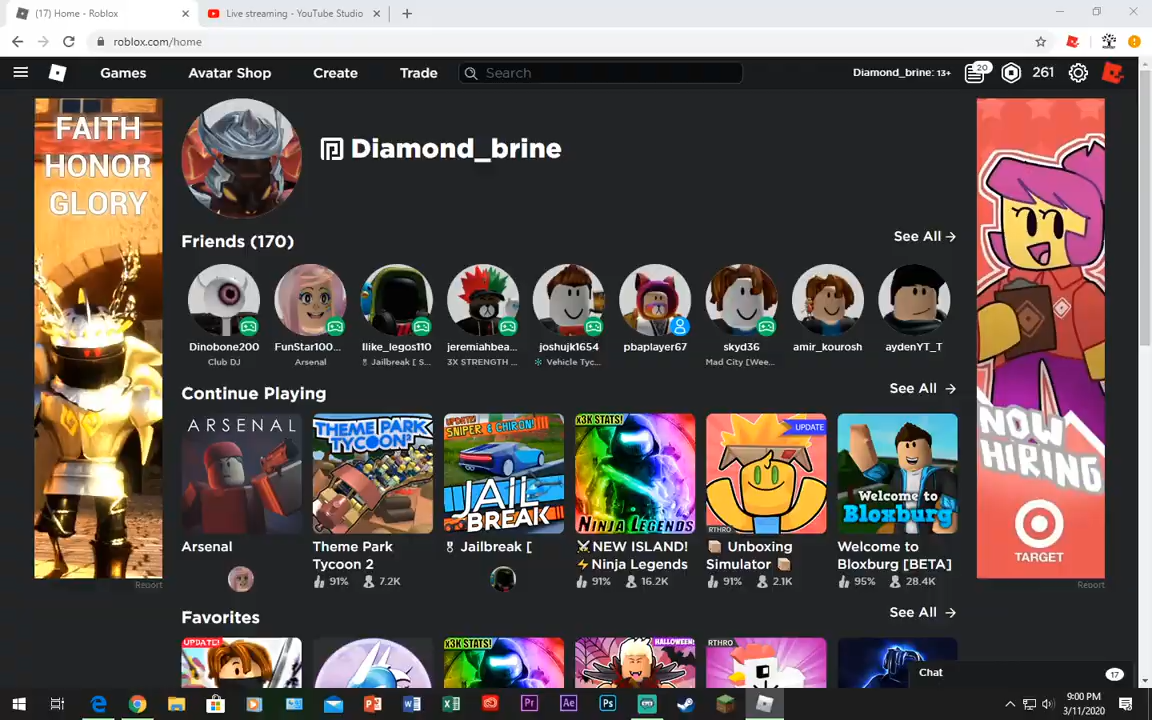 (17) Home - Roblox
Live streaming - YouTube Studio
roblox.com/home
Games
Avatar Shop
Create
Trade
Search
Diamond_brine: 13+
20
261
FAITH
HONOR
GLORY
Report
Diamond_brine
Friends (170)
See All
Dinobone200
Club DJ
FunStar100...
Arsenal
Ilike_legos110
Jailbreak [ S...
jeremiahbea...
3X STRENGTH ...
joshujk1654
Vehicle Tyc...
pbaplayer67
skyd36
Mad City [Wee...
amir_kourosh
aydenYT_T
Continue Playing
See All
ARSENAL
Arsenal
THEME PARK
TYCOON 2
Theme Park
Tycoon 2
91% 7.2K
UPDATE
SNIPER & CHIRON!
JAIL
BREAK
Jailbreak [
x3K STATS!
NINJA LEGENDS
NEW ISLAND!
Ninja Legends
91% 16.2K
UPDATE
RTHRO
Unboxing
Simulator
91% 2.1K
Welcome to
Bloxburg
Welcome to
Bloxburg [BETA]
95% 28.4K
Favorites
See All
UPDATE!
x3K STATS!
HALLOWEEN!
RTHRO
NOW
HIRING
TARGET
Report
Chat
17
9:00 PM
3/11/2020